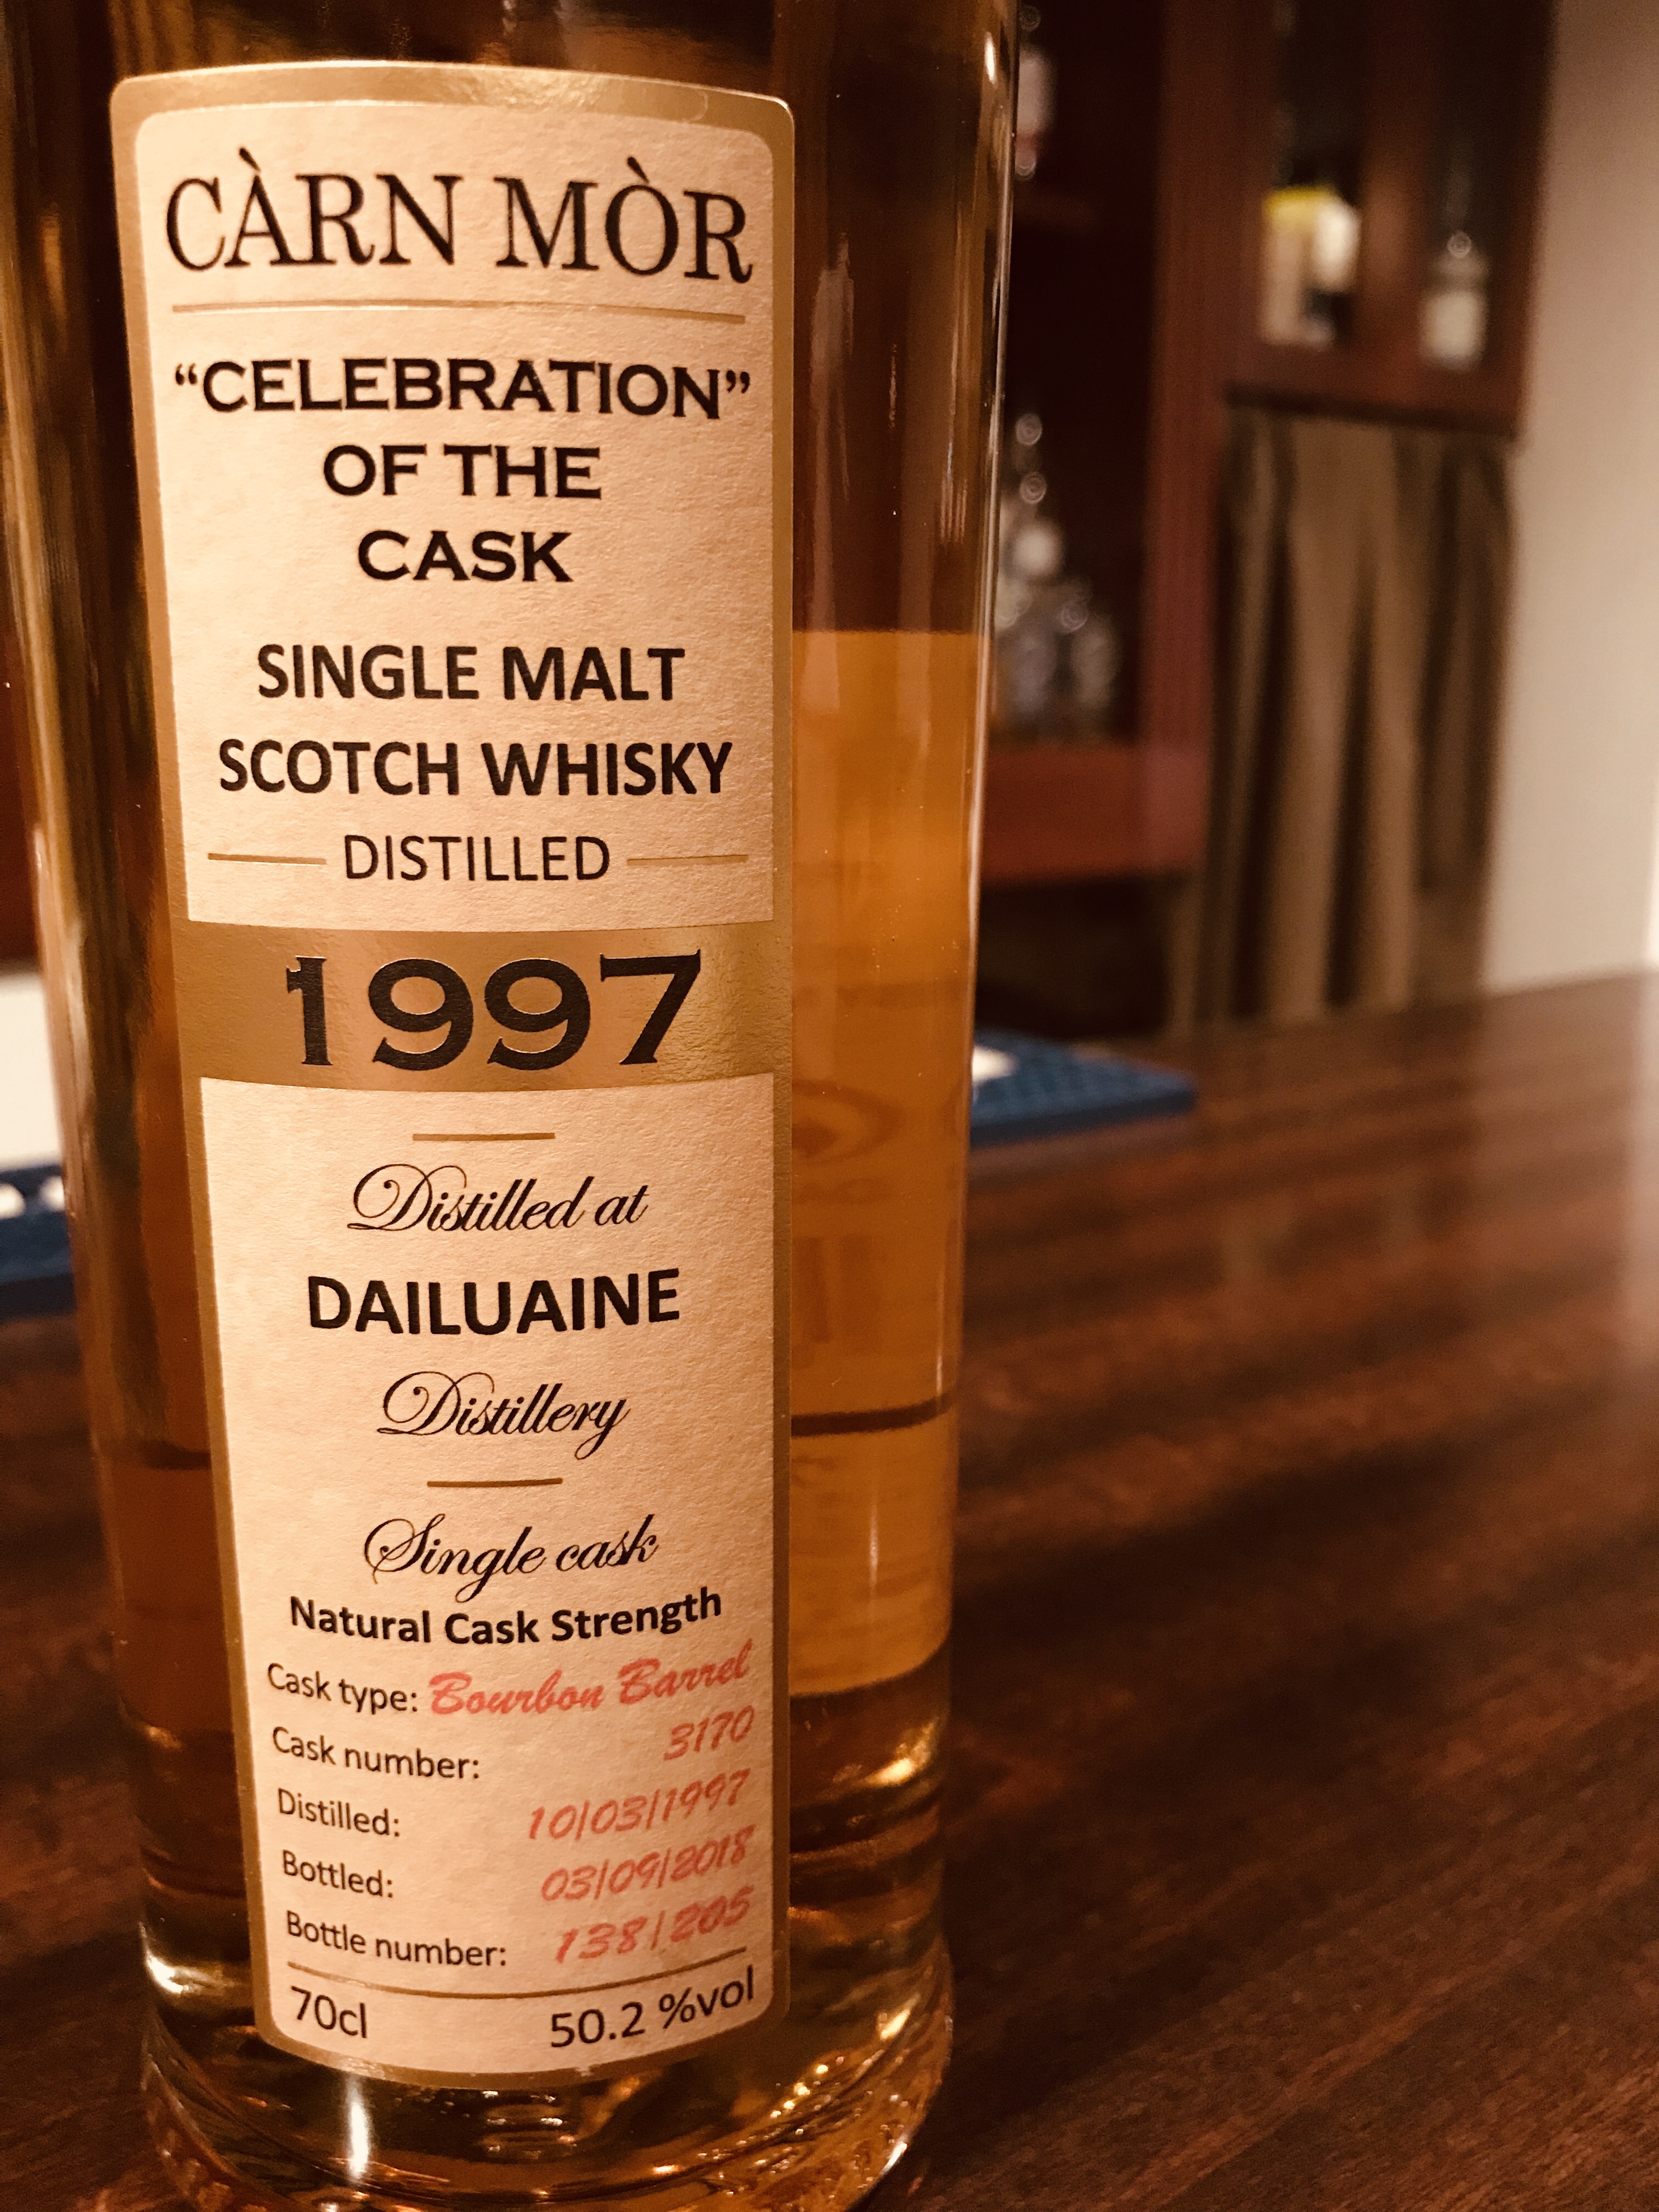 CÀRN MÒR
“CELEBRATION”
OF THE
CASK
SINGLE MALT
SCOTCH WHISKY
DISTILLED
1997
Distilled at
DAILUAINE
Distillery
Single cask
Natural Cask Strength
Cask type: Bourbon Barrel
Cask number: 3170
Distilled: 10/03/1997
Bottled: 03/09/2018
Bottle number: 138/205
70cl 50.2 %vol